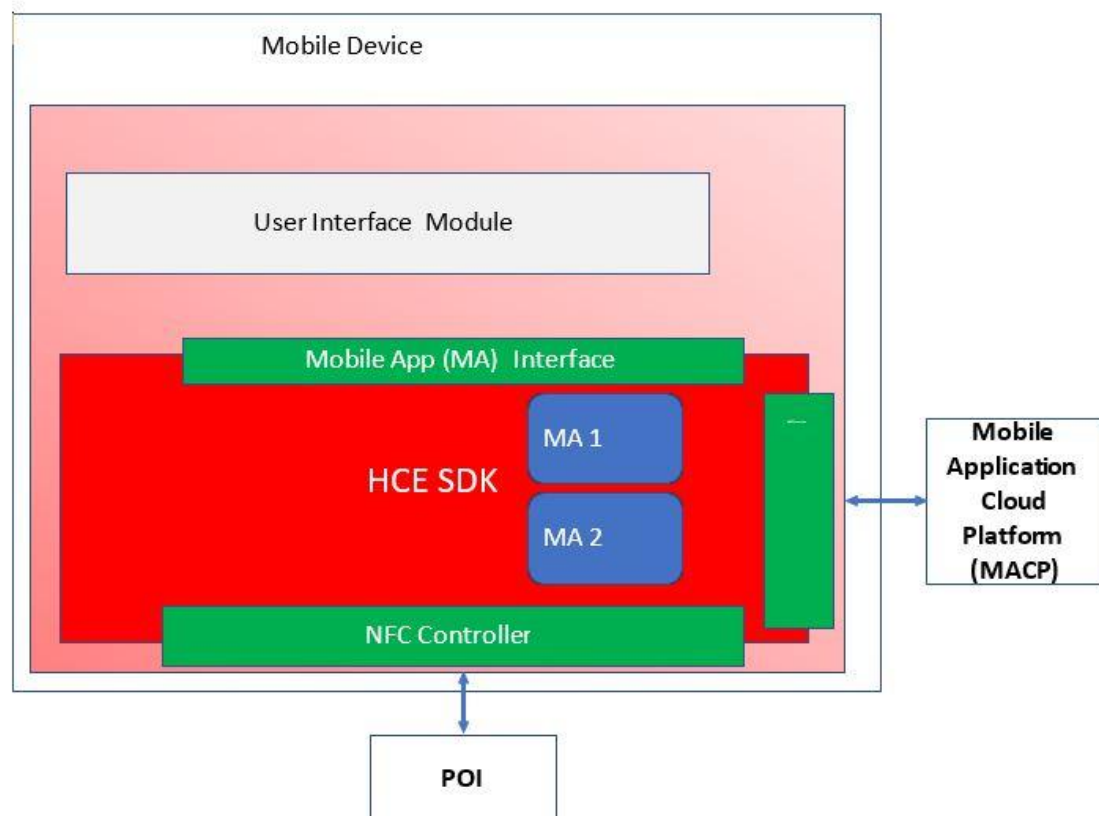 Mobile Device
User Interface Module
Mobile App (MA) Interface
MA 1
HCE SDK
MA 2
NFC Controller
Mobile
Application
Cloud
Platform
(MACP)
POI